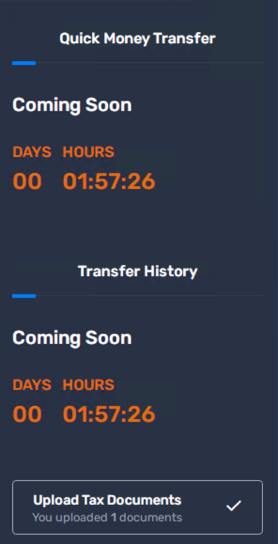 Quick Money Transfer
Coming Soon
DAYS HOURS
00 01:57:26
Transfer History
Coming Soon
DAYS HOURS
00 01:57:26
Upload Tax Documents
You uploaded 1 documents